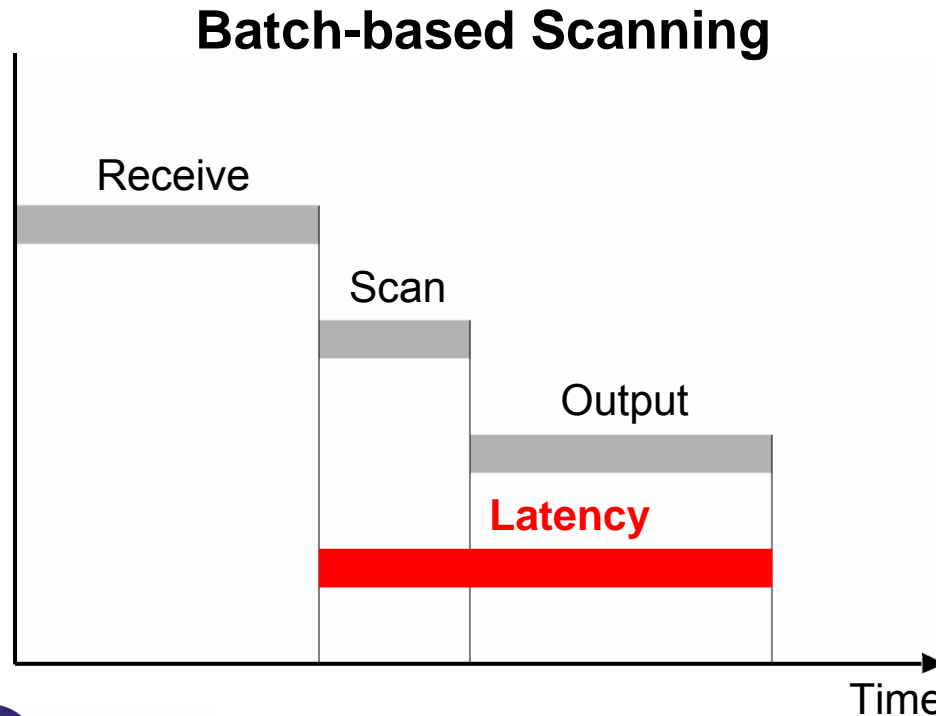 Batch-based Scanning
Receive
Scan
Output
Latency
Time